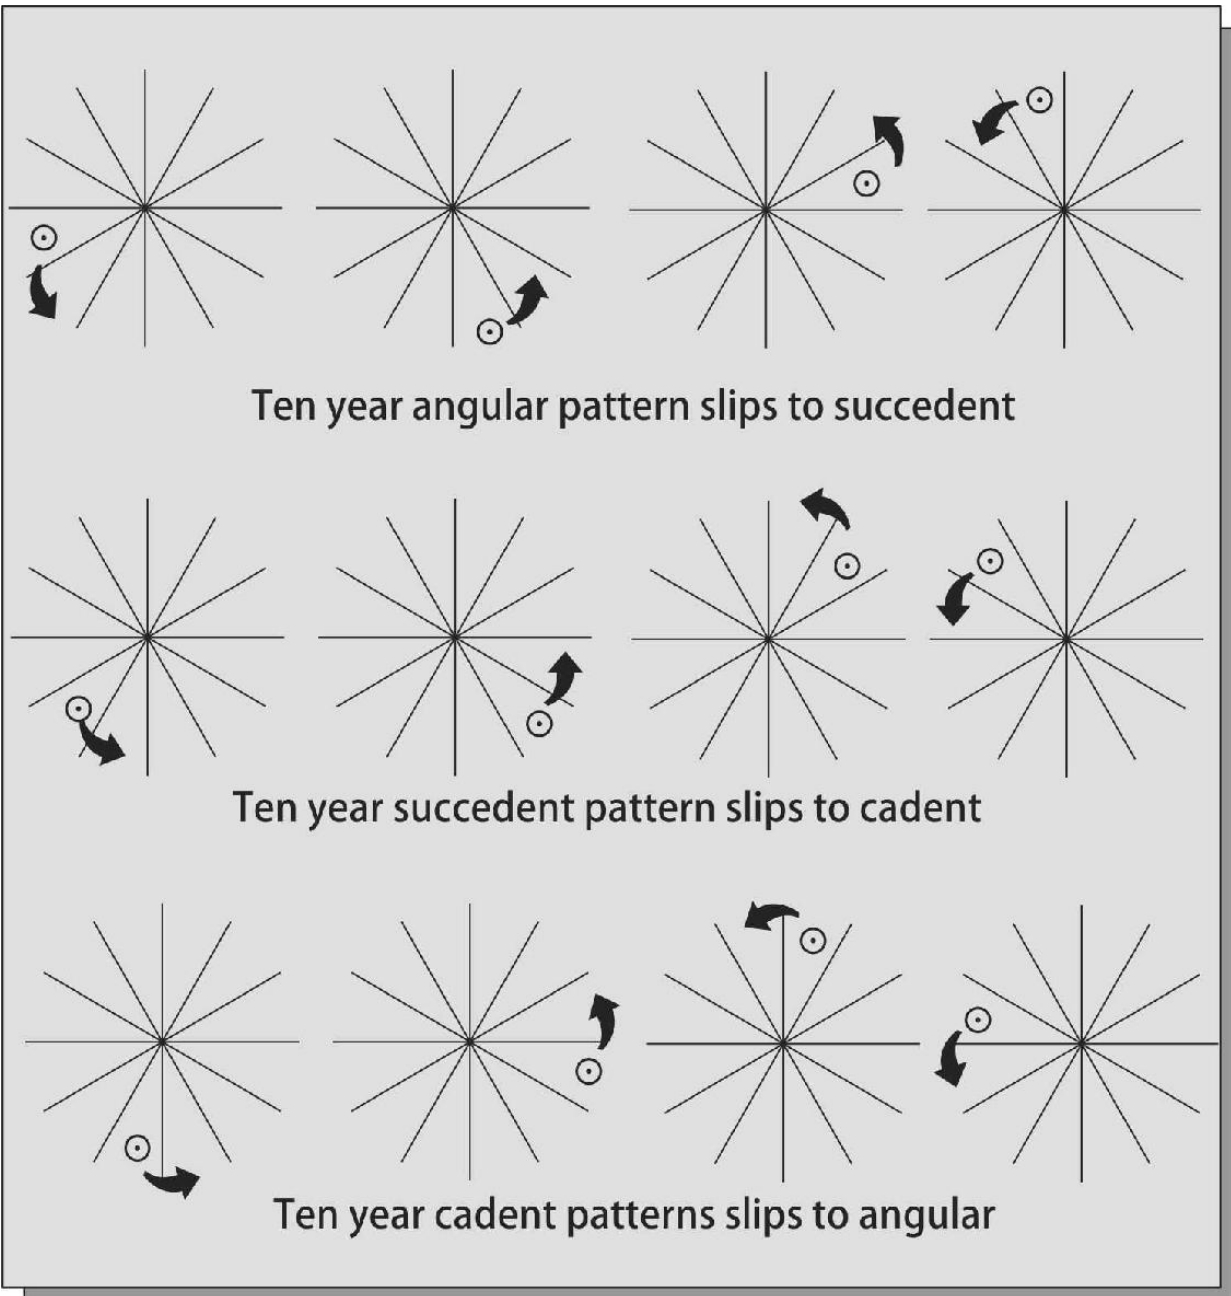 Ten year angular pattern slips to succedent
Ten year succedent pattern slips to cadent
Ten year cadent patterns slips to angular